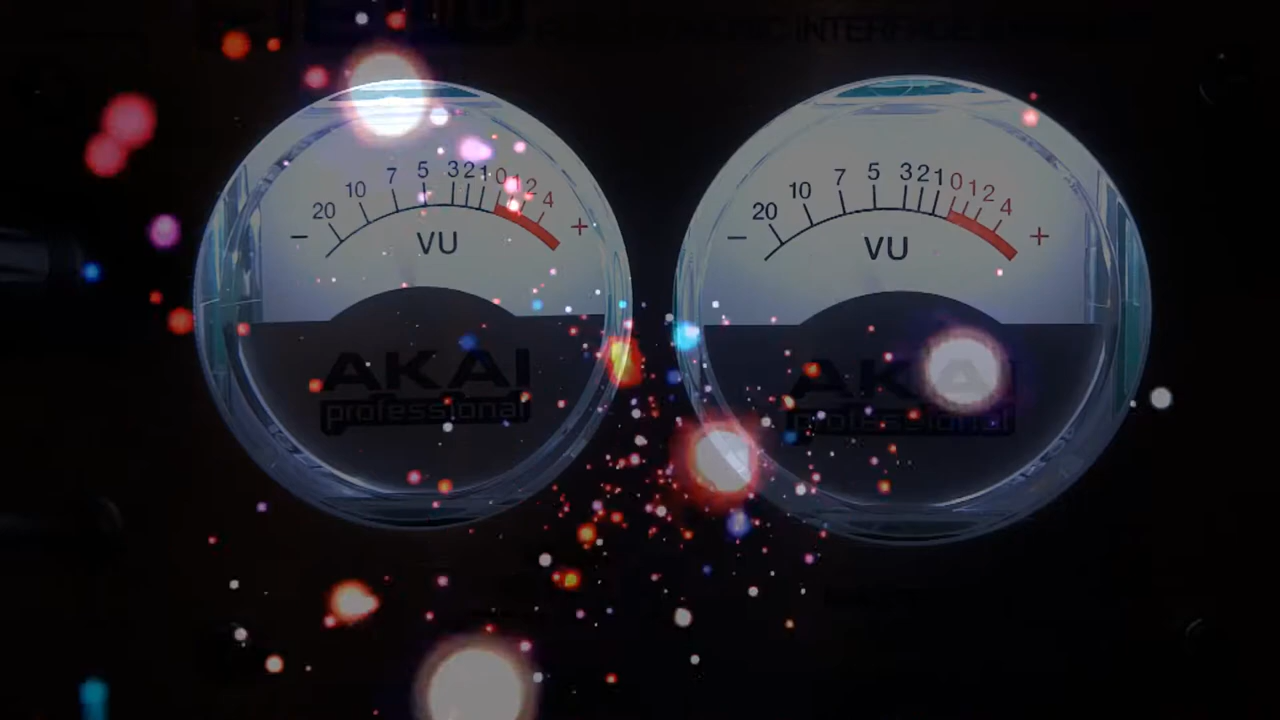 INTERFACE
20 10 7 5 3 2 1 0 1 2 4
- +
VU
AKAI
professional
20 10 7 5 3 2 1 0 1 2 4
- +
VU
AKAI
professional